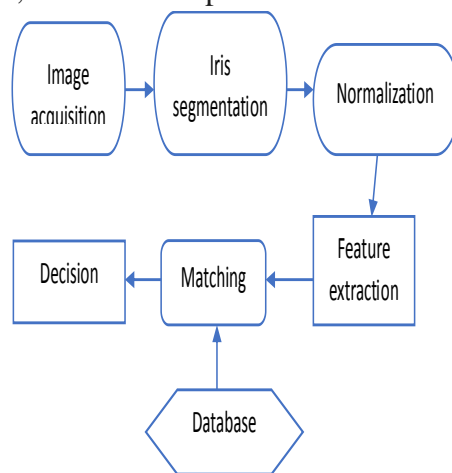 Image
acquisition
Iris
segmentation
Normalization
Feature
extraction
Matching
Decision
Database